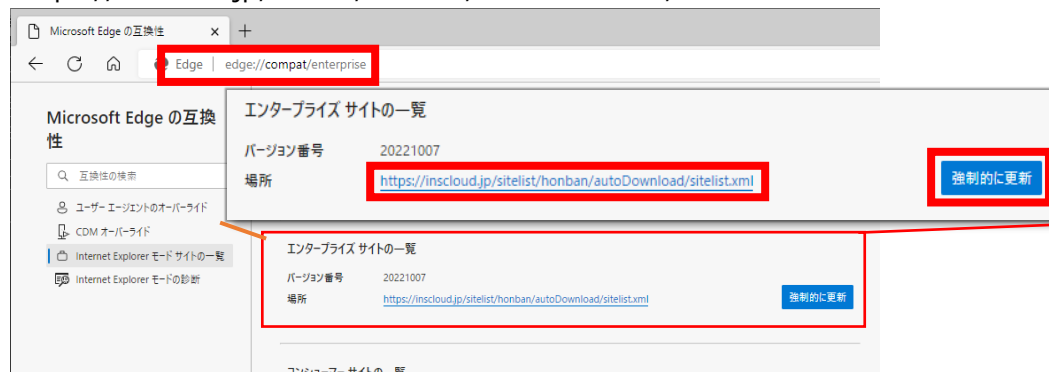 Microsoft Edge の互換性
Edge | edge://compat/enterprise
Microsoft Edge の互換
性
互換性の検索
ユーザー エージェントのオーバーライド
CDM オーバーライド
Internet Explorer モード サイトの一覧
Internet Explorer モードの診断
エンタープライズ サイトの一覧
バージョン番号 20221007
場所 https://inscloud.jp/sitelist/honban/autoDownload/sitelist.xml 強制的に更新
エンタープライズ サイトの一覧
バージョン番号 20221007
場所 https://inscloud.jp/sitelist/honban/autoDownload/sitelist.xml 強制的に更新